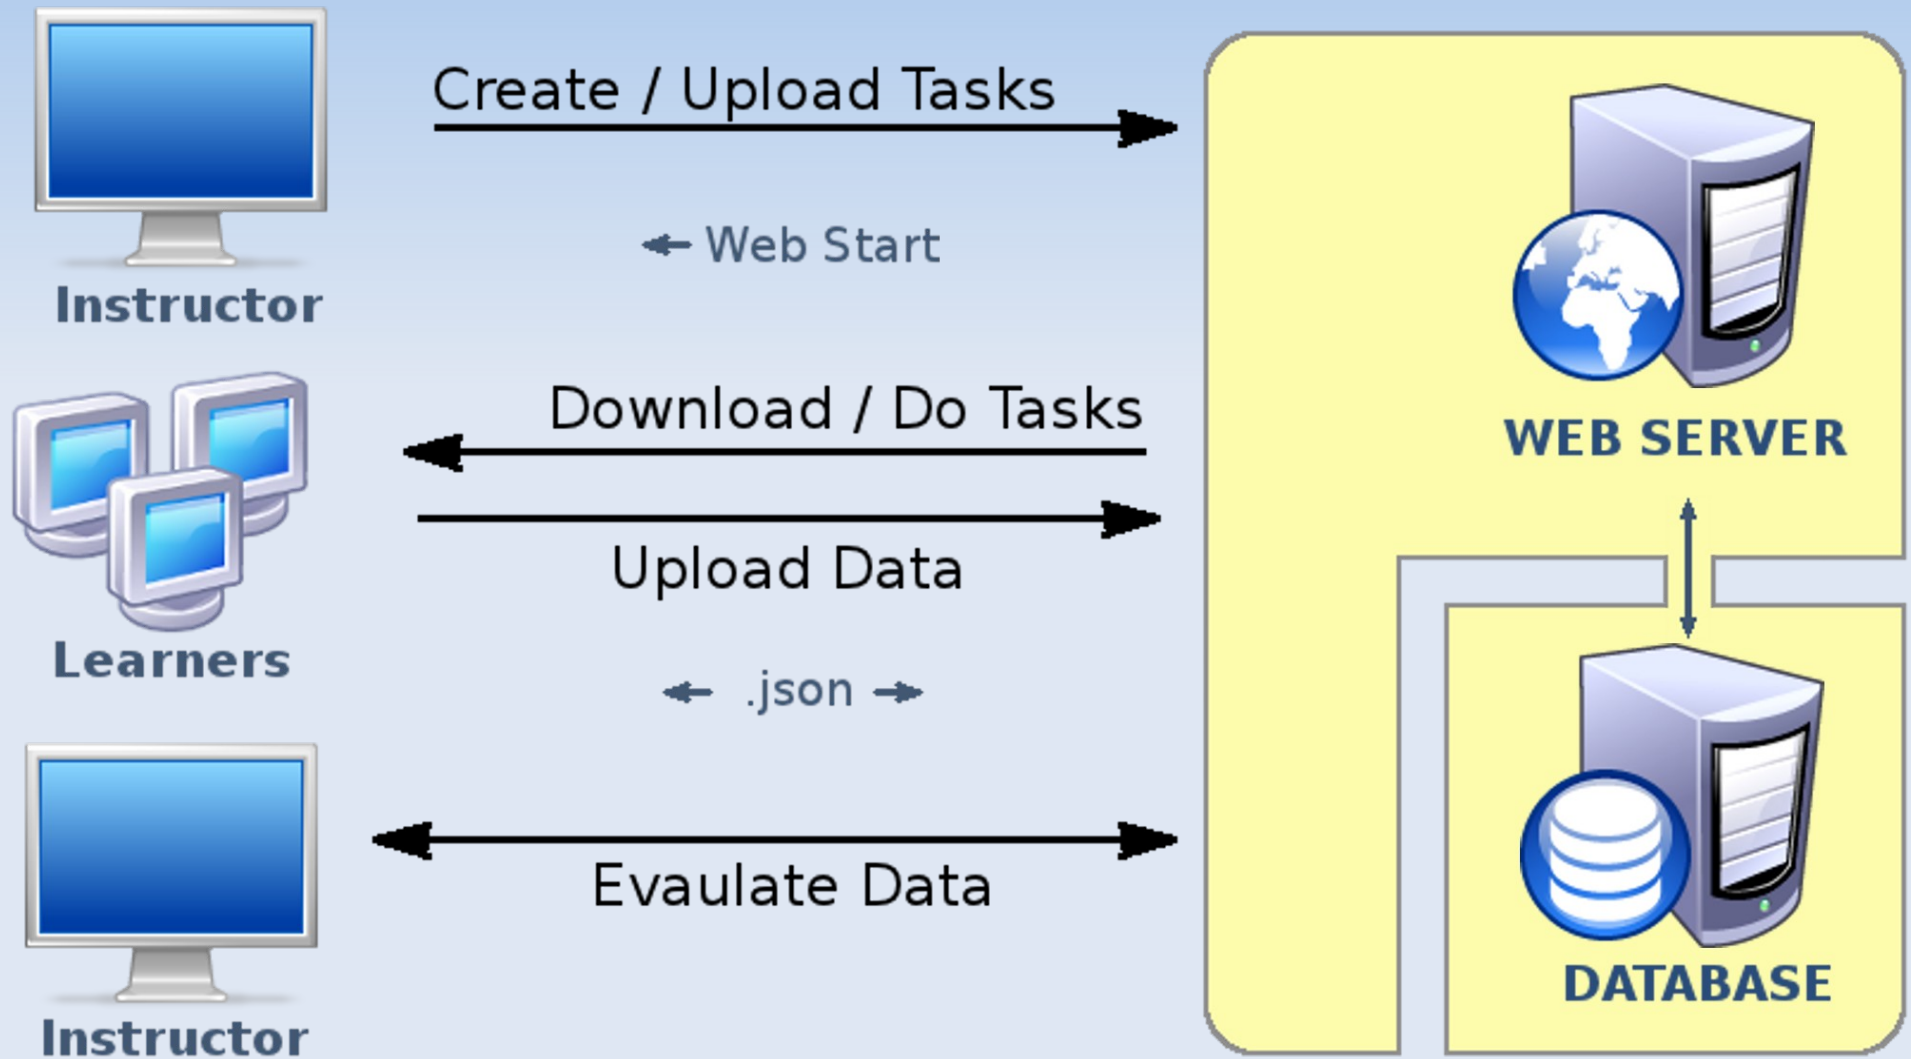 Create / Upload Tasks
Web Start
Instructor
Download / Do Tasks
WEB SERVER
Upload Data
Learners
.json
Evaulate Data
DATABASE
Instructor